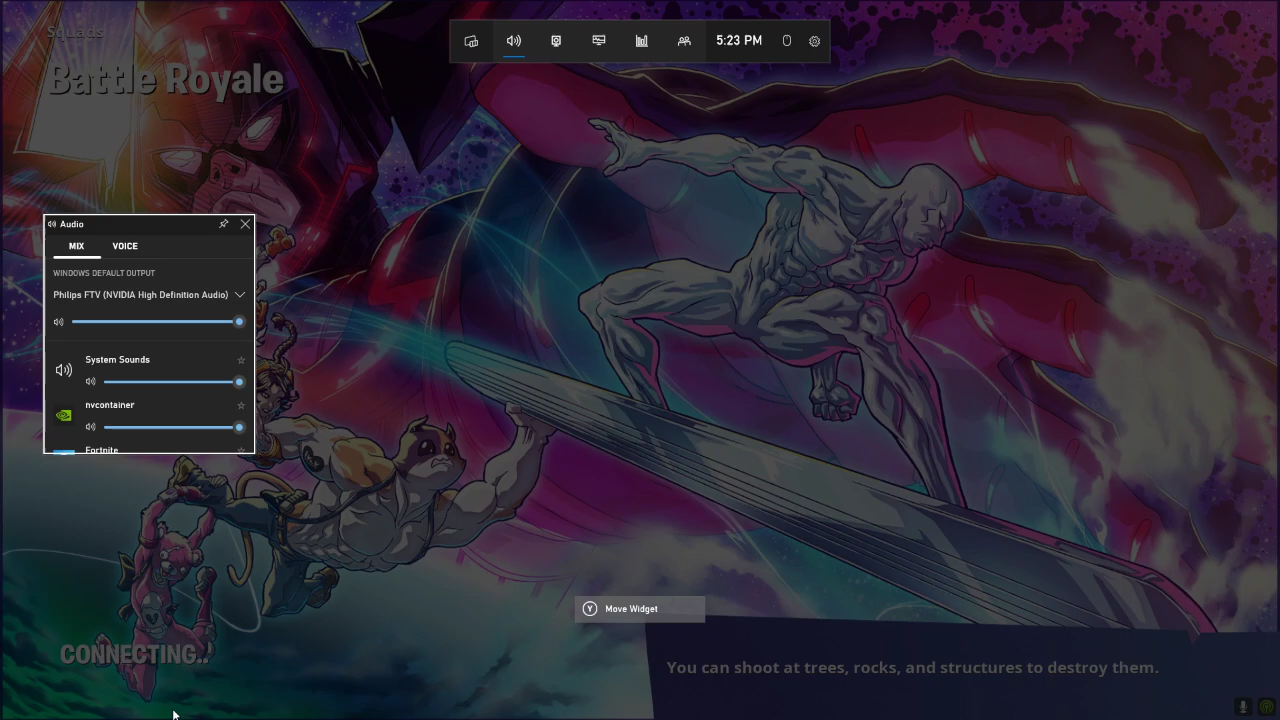 Squads
Battle Royale
5:23 PM
Audio
MIX VOICE
WINDOWS DEFAULT OUTPUT
Philips FTV (NVIDIA High Definition Audio)
System Sounds
nvcontainer
Fortnite
Y Move Widget
CONNECTING..
You can shoot at trees, rocks, and structures to destroy them.